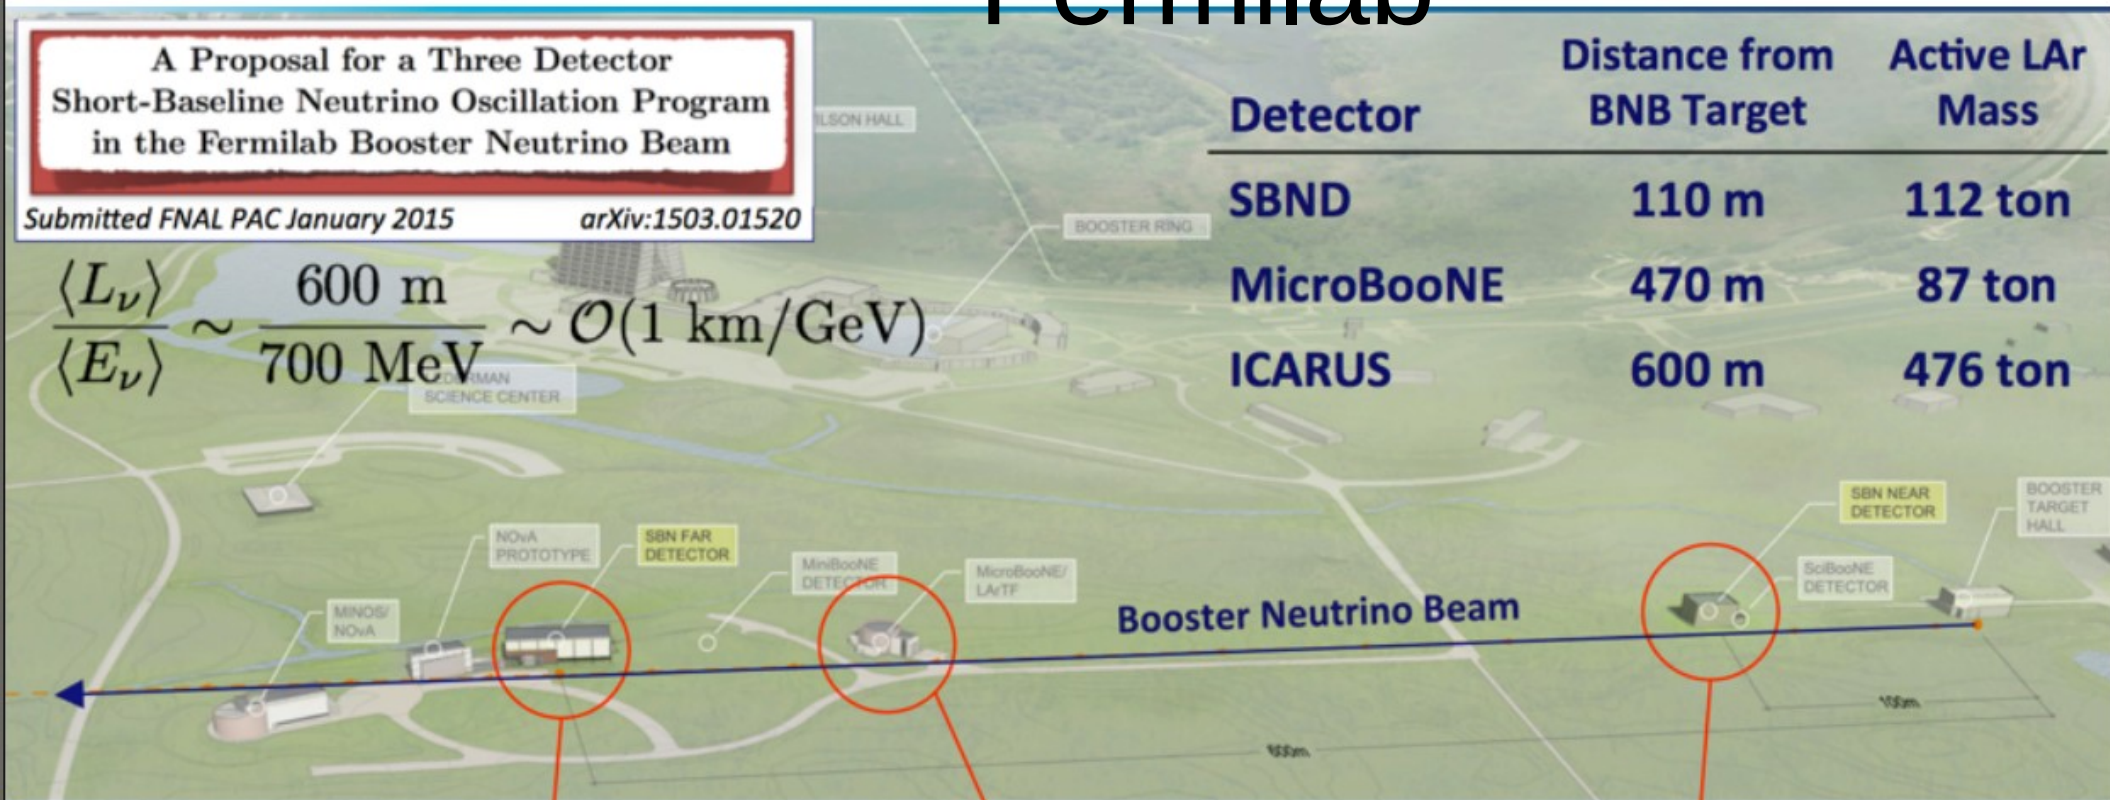 Fermilab
A Proposal for a Three Detector
Short-Baseline Neutrino Oscillation Program
in the Fermilab Booster Neutrino Beam
Submitted FNAL PAC January 2015 arXiv:1503.01520
⟨Lν⟩/⟨Eν⟩ ~ 600 m/700 MeV ~ O(1 km/GeV)
Detector Distance from BNB Target Active LAr Mass
SBND 110 m 112 ton
MicroBooNE 470 m 87 ton
ICARUS 600 m 476 ton
HALL
BOOSTER RING
SCIENCE CENTER
SBN NEAR
DETECTOR
BOOSTER
TARGET
HALL
NOvA
PROTOTYPE
SBN FAR
DETECTOR
MiniBooNE
DETECTOR
MicroBooNE/
LArTF
SciBooNE
DETECTOR
MINOS/
NOvA
Booster Neutrino Beam
100m
600m